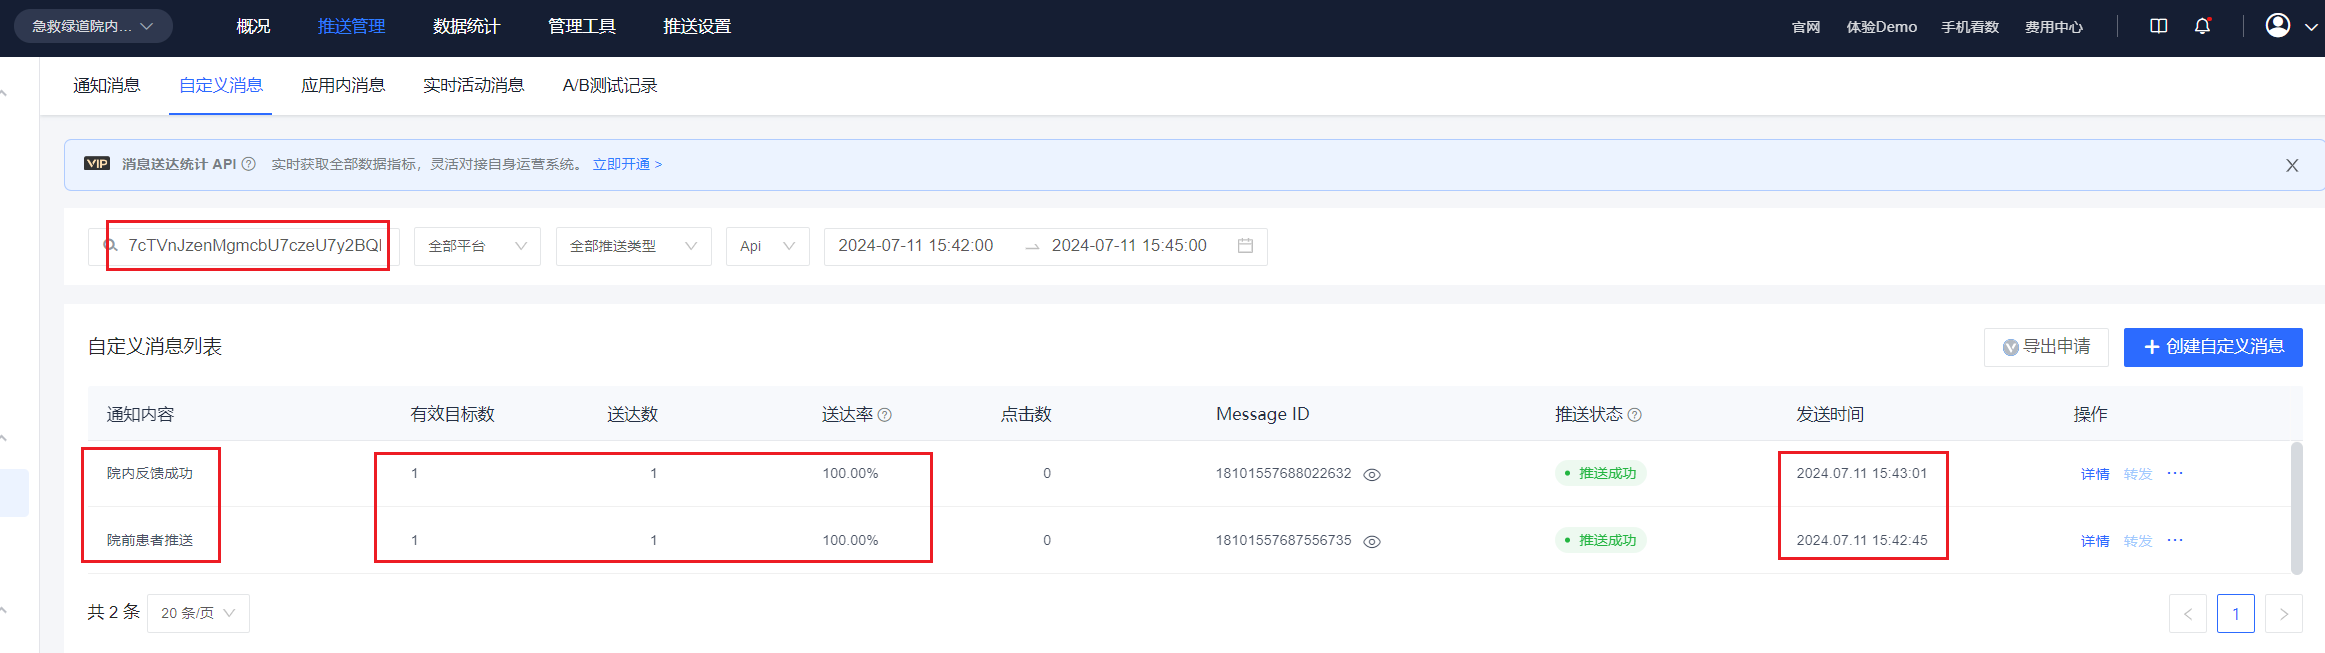 急救绿道院内... 概况 推送管理 数据统计 管理工具 推送设置 官网 体验Demo 手机看数 费用中心
通知消息 自定义消息 应用内消息 实时活动消息 A/B测试记录
VIP 消息送达统计 API 实时获取全部数据指标，灵活对接自身运营系统。 立即开通 >
7cTVnJzenMgmcbU7czeU7y2BQI 全部平台 全部推送类型 Api 2024-07-11 15:42:00 → 2024-07-11 15:45:00
自定义消息列表 导出申请 + 创建自定义消息
通知内容 有效目标数 送达数 送达率 点击数 Message ID 推送状态 发送时间 操作
院内反馈成功 1 1 100.00% 0 18101557688022632 推送成功 2024.07.11 15:43:01 详情 转发 ···
院前患者推送 1 1 100.00% 0 18101557687556735 推送成功 2024.07.11 15:42:45 详情 转发 ···
共 2 条 20 条/页 < 1 >